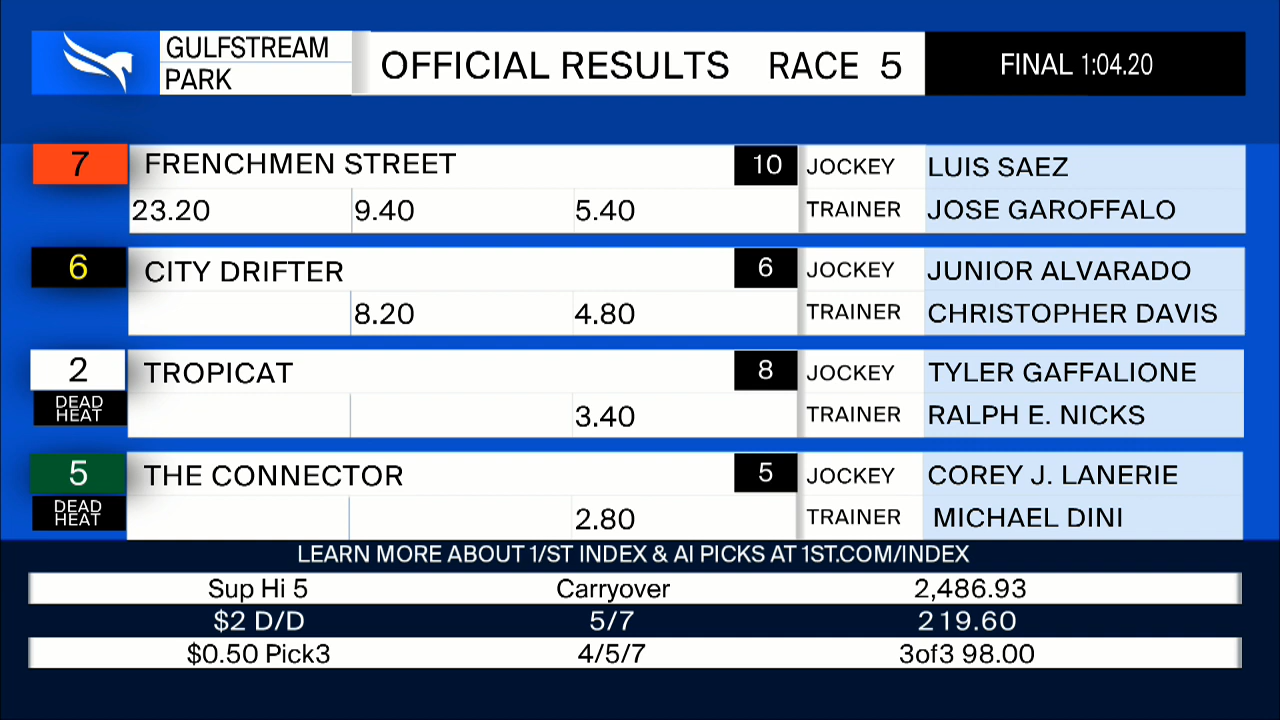 GULFSTREAM PARK
OFFICIAL RESULTS RACE 5
FINAL 1:04.20
7 FRENCHMEN STREET 10 JOCKEY LUIS SAEZ
23.20 9.40 5.40 TRAINER JOSE GAROFFALO
6 CITY DRIFTER 6 JOCKEY JUNIOR ALVARADO
8.20 4.80 TRAINER CHRISTOPHER DAVIS
2 TROPICAT 8 JOCKEY TYLER GAFFALIONE
DEAD HEAT 3.40 TRAINER RALPH E. NICKS
5 THE CONNECTOR 5 JOCKEY COREY J. LANERIE
DEAD HEAT 2.80 TRAINER MICHAEL DINI
LEARN MORE ABOUT 1/ST INDEX & AI PICKS AT 1ST.COM/INDEX
Sup Hi 5 Carryover 2,486.93
$2 D/D 5/7 219.60
$0.50 Pick3 4/5/7 3of3 98.00